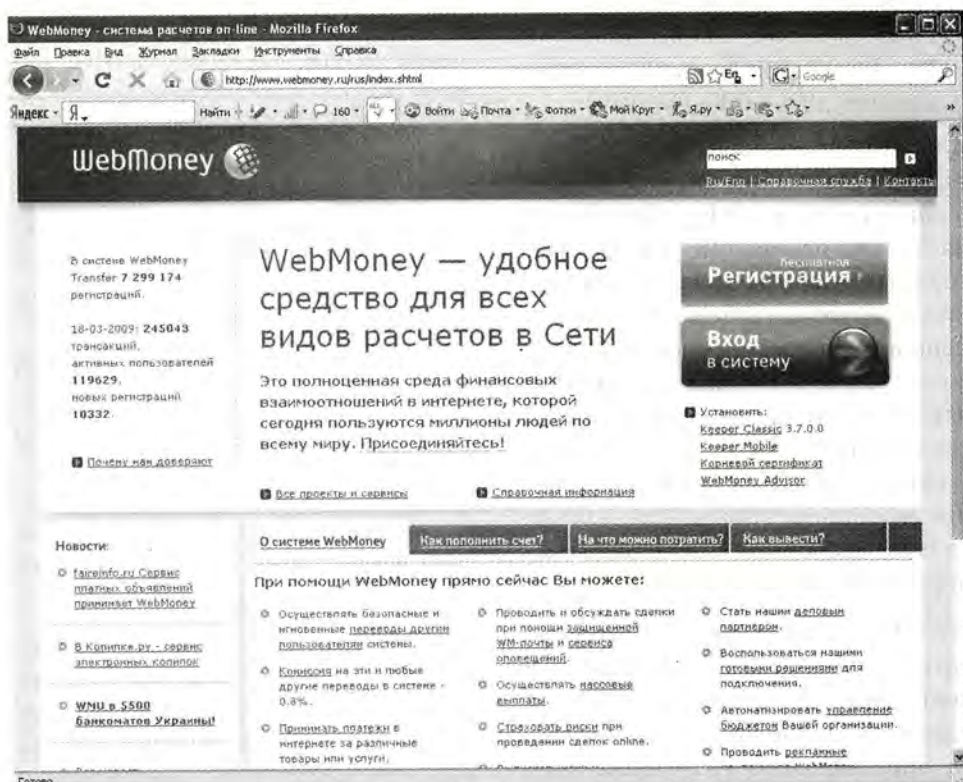 WebMoney - система расчетов on-line - Mozilla Firefox
Файл Правка Вид Журнал Закладки Инструменты Справка
http://www.webmoney.ru/rus/index.shtml
En
Google
Яндекс
Я
Найти
160
Войти
Почта
Фотки
Мой Круг
Я.ру
WebMoney
поиск
Ru/Eng | Справочная служба | Контакты
В системе WebMoney
Transfer 7 299 174
регистраций.
18-03-2009: 245043
трансакций,
активных пользователей
119629,
новых регистраций
10332.
Почему нам доверяют
WebMoney — удобное
средство для всех
видов расчетов в Сети
Это полноценная среда финансовых
взаимоотношений в интернете, которой
сегодня пользуются миллионы людей по
всему миру. Присоединяйтесь!
Все проекты и сервисы
Справочная информация
бесплатная
Регистрация
Вход
в систему
Установить:
Keeper Classic 3.7.0.0
Keeper Mobile
Корневой сертификат
WebMoney Advisor
Новости:
faireinfo.ru Сервис
платных объявлений
принимает WebMoney
В Копилке.ру - сервис
электронных копилок
WMU в 5500
банкоматов Украины!
О системе WebMoney
Как пополнить счет?
На что можно потратить?
Как вывести?
При помощи WebMoney прямо сейчас Вы можете:
Осуществлять безопасные и
мгновенные переводы другим
пользователям системы.
Комиссия на эти и любые
другие переводы в системе -
0.8%.
Принимать платежи в
интернете за различные
товары или услуги.
Проводить и обсуждать сделки
при помощи защищенной
WM-почты и сервиса
оповещений.
Осуществлять массовые
выплаты.
Страховать риски при
проведении сделок online.
Стать нашим деловым
партнером.
Воспользоваться нашими
готовыми решениями для
подключения.
Автоматизировать управление
бюджетом Вашей организации.
Проводить рекламные
Готово